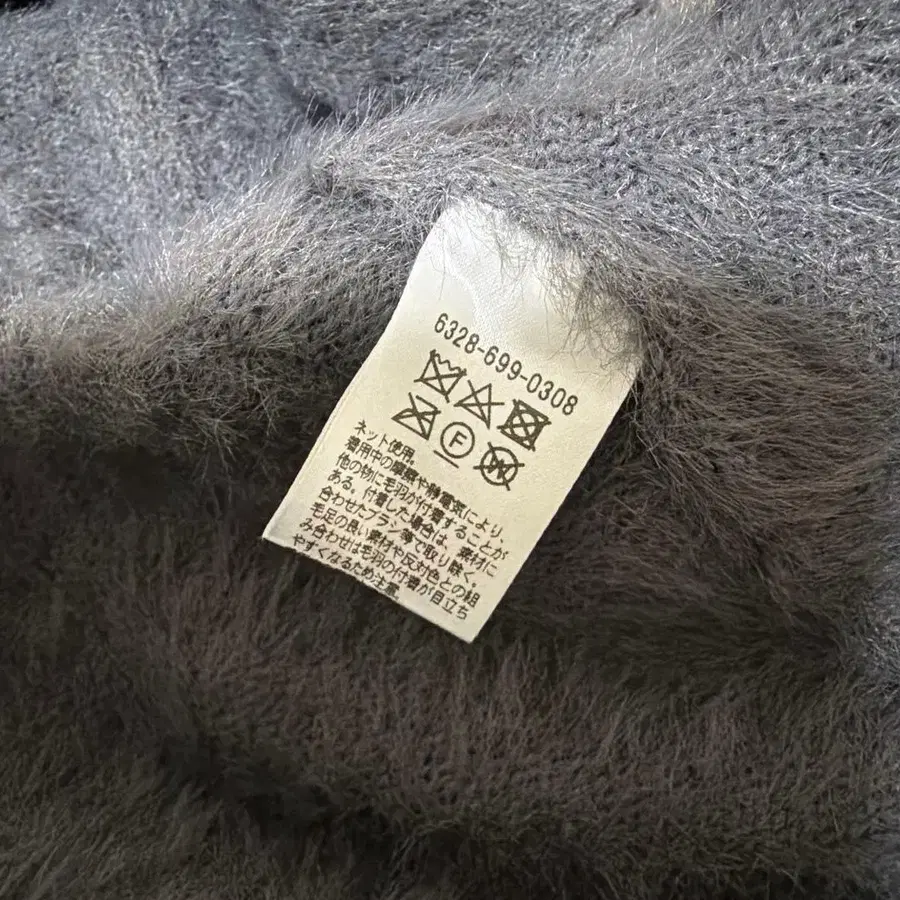 6328-699-0308
F
W
ネット使用。
着用中の摩擦や静電気により、
他の物に毛羽が付着することが
ある。付着した場合は、素材に
合わせたブラシ等で取り除く。
毛足の長い素材や反対色との組
み合わせは毛羽の付着が目立ち
やすくなるため注意。